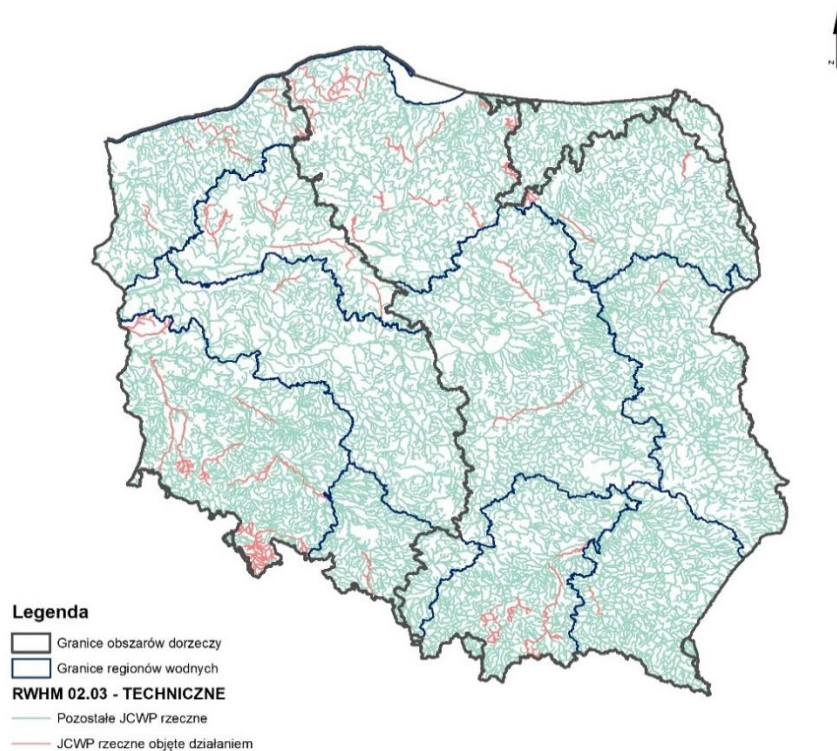 Legenda
Granice obszarów dorzeczy
Granice regionów wodnych
RWHM 02.03 - TECHNICZNE
Pozostałe JCWP rzeczne
JCWP rzeczne objęte działaniem